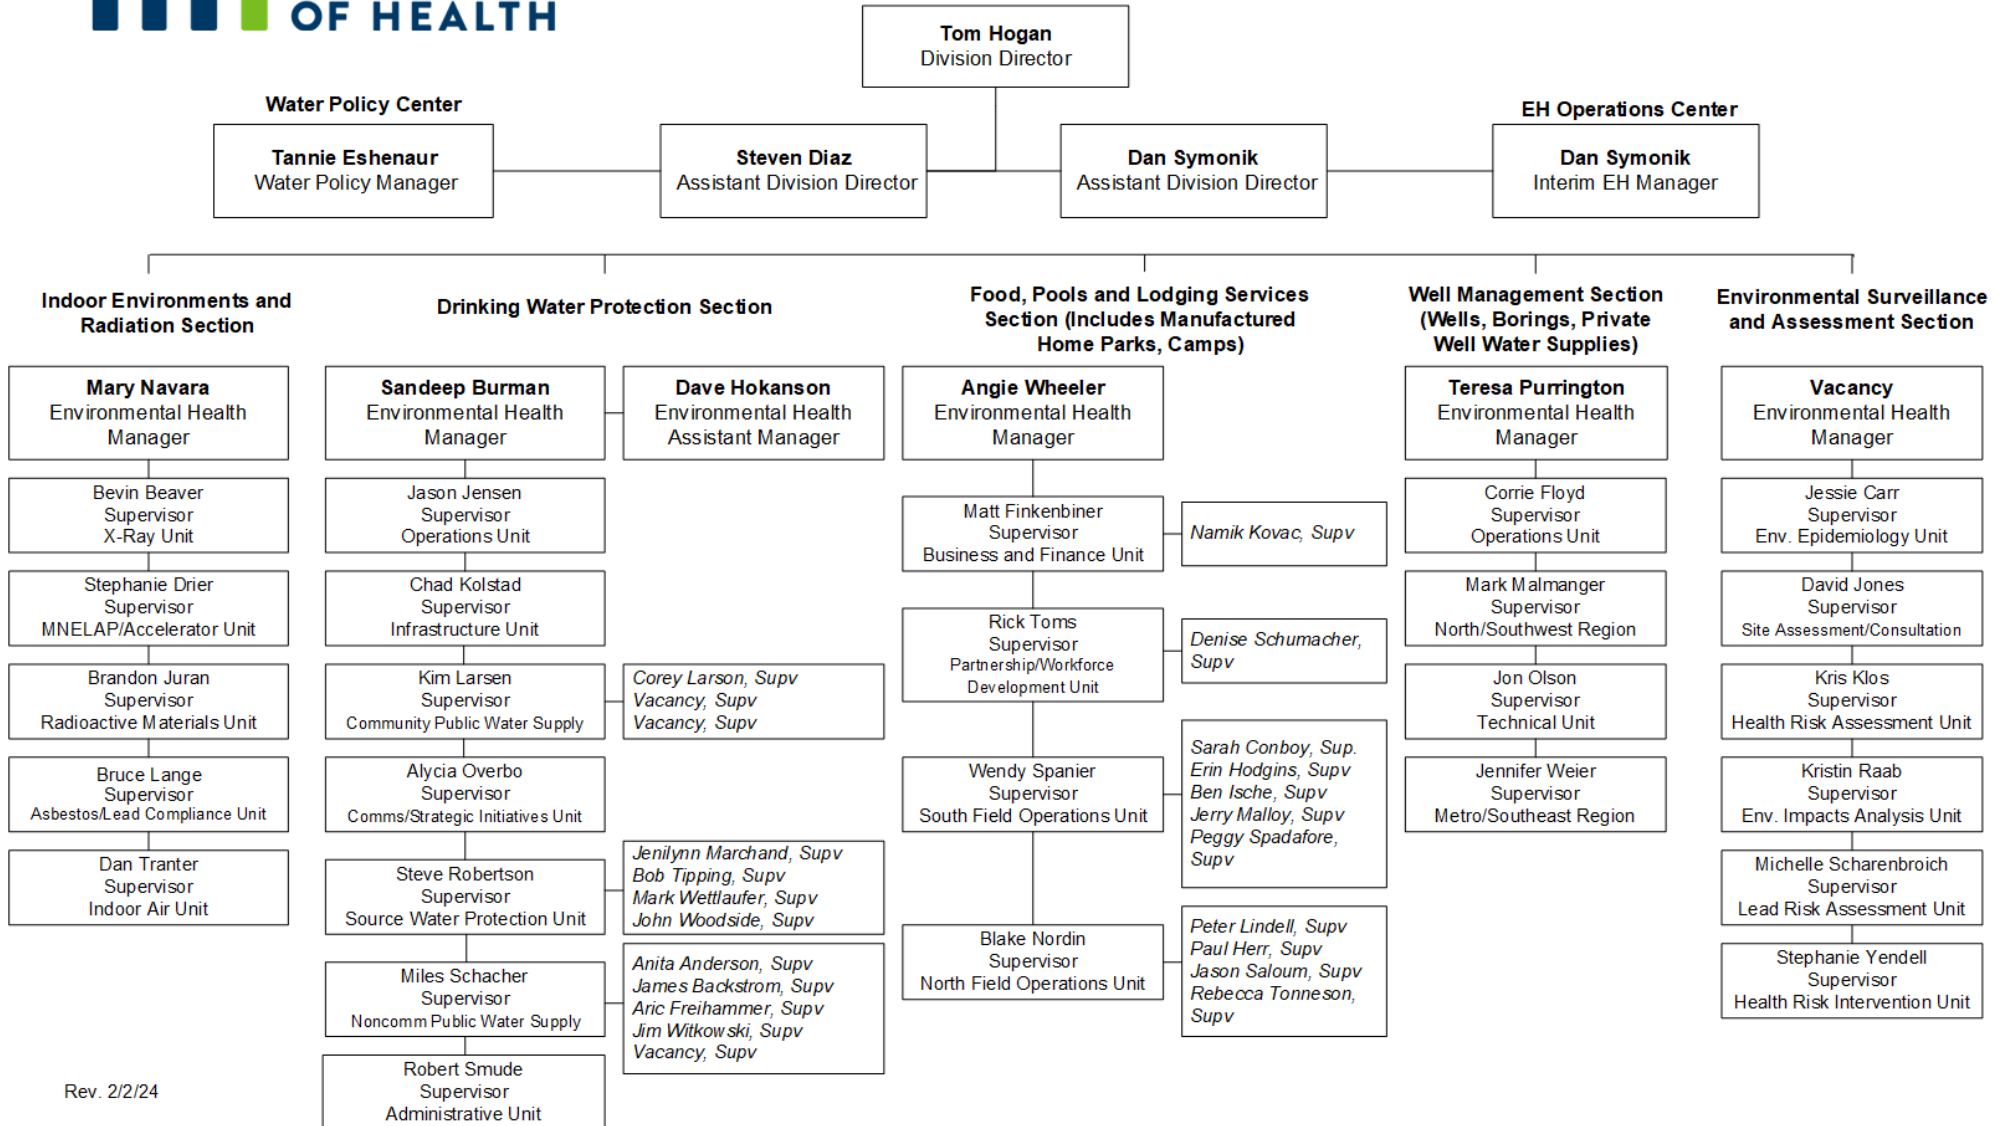 OF HEALTH
Tom Hogan
Division Director
Water Policy Center
EH Operations Center
Tannie Eshenaur
Water Policy Manager
Steven Diaz
Assistant Division Director
Dan Symonik
Assistant Division Director
Dan Symonik
Interim EH Manager
Indoor Environments and
Radiation Section
Mary Navara
Environmental Health
Manager
Bevin Beaver
Supervisor
X-Ray Unit
Stephanie Drier
Supervisor
MNELAP/Accelerator Unit
Brandon Juran
Supervisor
Radioactive Materials Unit
Bruce Lange
Supervisor
Asbestos/Lead Compliance Unit
Dan Tranter
Supervisor
Indoor Air Unit
Drinking Water Protection Section
Sandeep Burman
Environmental Health
Manager
Dave Hokanson
Environmental Health
Assistant Manager
Jason Jensen
Supervisor
Operations Unit
Chad Kolstad
Supervisor
Infrastructure Unit
Kim Larsen
Supervisor
Community Public Water Supply
Corey Larson, Supv
Vacancy, Supv
Vacancy, Supv
Alycia Overbo
Supervisor
Comms/Strategic Initiatives Unit
Steve Robertson
Supervisor
Source Water Protection Unit
Jenilynn Marchand, Supv
Bob Tipping, Supv
Mark Wettlaufer, Supv
John Woodside, Supv
Miles Schacher
Supervisor
Noncomm Public Water Supply
Anita Anderson, Supv
James Backstrom, Supv
Aric Freihammer, Supv
Jim Witkowski, Supv
Vacancy, Supv
Robert Smude
Supervisor
Administrative Unit
Food, Pools and Lodging Services
Section (Includes Manufactured
Home Parks, Camps)
Angie Wheeler
Environmental Health
Manager
Matt Finkenbiner
Supervisor
Business and Finance Unit
Namik Kovac, Supv
Rick Toms
Supervisor
Partnership/Workforce
Development Unit
Denise Schumacher,
Supv
Wendy Spanier
Supervisor
South Field Operations Unit
Sarah Conboy, Sup.
Erin Hodgins, Supv
Ben Ische, Supv
Jerry Malloy, Supv
Peggy Spadafore,
Supv
Blake Nordin
Supervisor
North Field Operations Unit
Peter Lindell, Supv
Paul Herr, Supv
Jason Saloum, Supv
Rebecca Tonneson,
Supv
Well Management Section
(Wells, Borings, Private
Well Water Supplies)
Teresa Purrington
Environmental Health
Manager
Corrie Floyd
Supervisor
Operations Unit
Mark Malmanger
Supervisor
North/Southwest Region
Jon Olson
Supervisor
Technical Unit
Jennifer Weier
Supervisor
Metro/Southeast Region
Environmental Surveillance
and Assessment Section
Vacancy
Environmental Health
Manager
Jessie Carr
Supervisor
Env. Epidemiology Unit
David Jones
Supervisor
Site Assessment/Consultation
Kris Klos
Supervisor
Health Risk Assessment Unit
Kristin Raab
Supervisor
Env. Impacts Analysis Unit
Michelle Scharenbroich
Supervisor
Lead Risk Assessment Unit
Stephanie Yendell
Supervisor
Health Risk Intervention Unit
Rev. 2/2/24